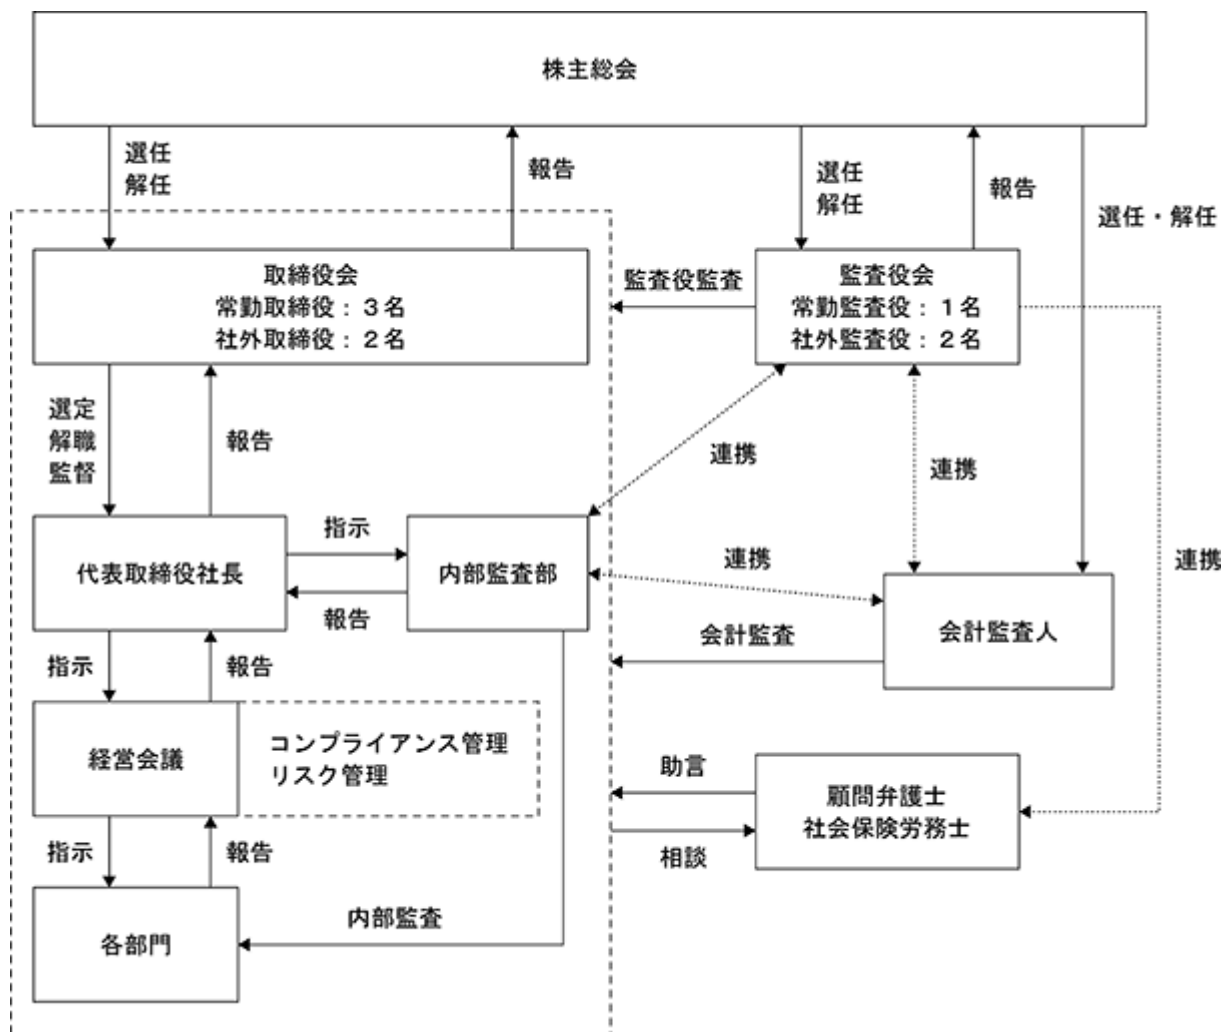 株主総会
選任
解任
報告
選任
解任
報告
選任・解任
取締役会
常勤取締役：3名
社外取締役：2名
監査役監査
監査役会
常勤監査役：1名
社外監査役：2名
選定
解職
監督
報告
連携
連携
連携
代表取締役社長
指示
報告
内部監査部
連携
会計監査人
会計監査
指示
報告
経営会議
コンプライアンス管理
リスク管理
助言
相談
顧問弁護士
社会保険労務士
指示
報告
各部門
内部監査